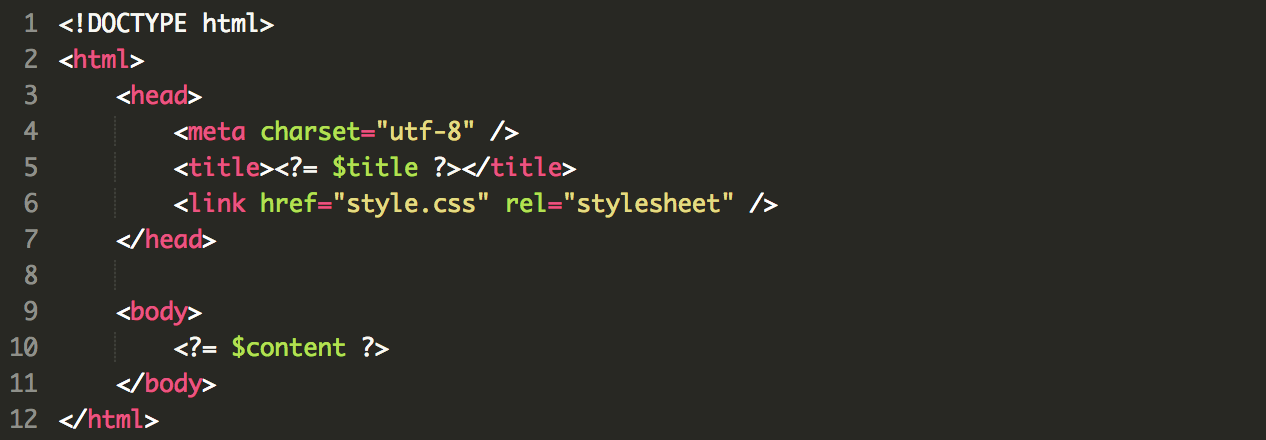 1 <!DOCTYPE html>
2 <html>
3     <head>
4         <meta charset="utf-8" />
5         <title><?= $title ?></title>
6         <link href="style.css" rel="stylesheet" />
7     </head>
8
9     <body>
10         <?= $content ?>
11     </body>
12 </html>